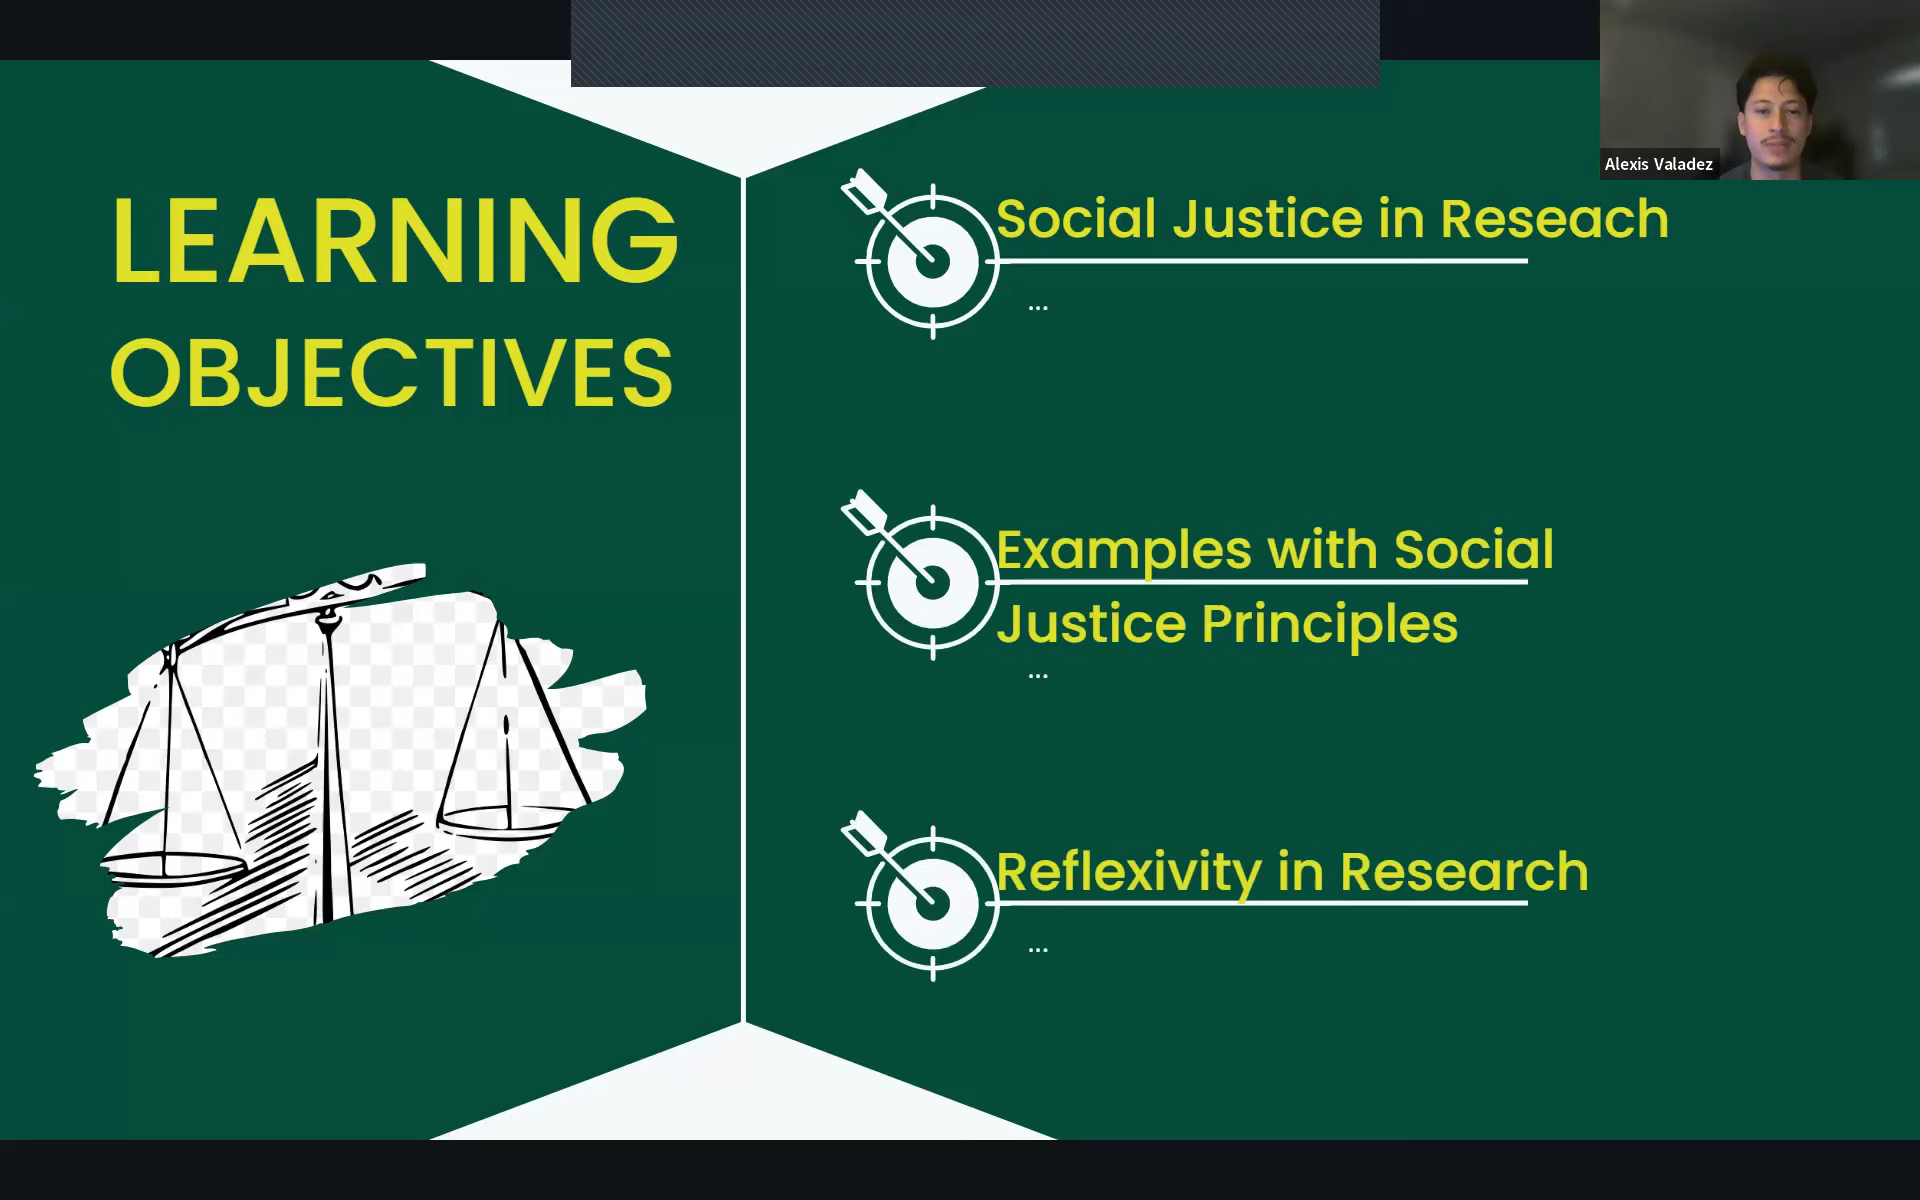 LEARNING
OBJECTIVES
Social Justice in Reseach
...
Examples with Social
Justice Principles
...
Reflexivity in Research
...
Alexis Valadez